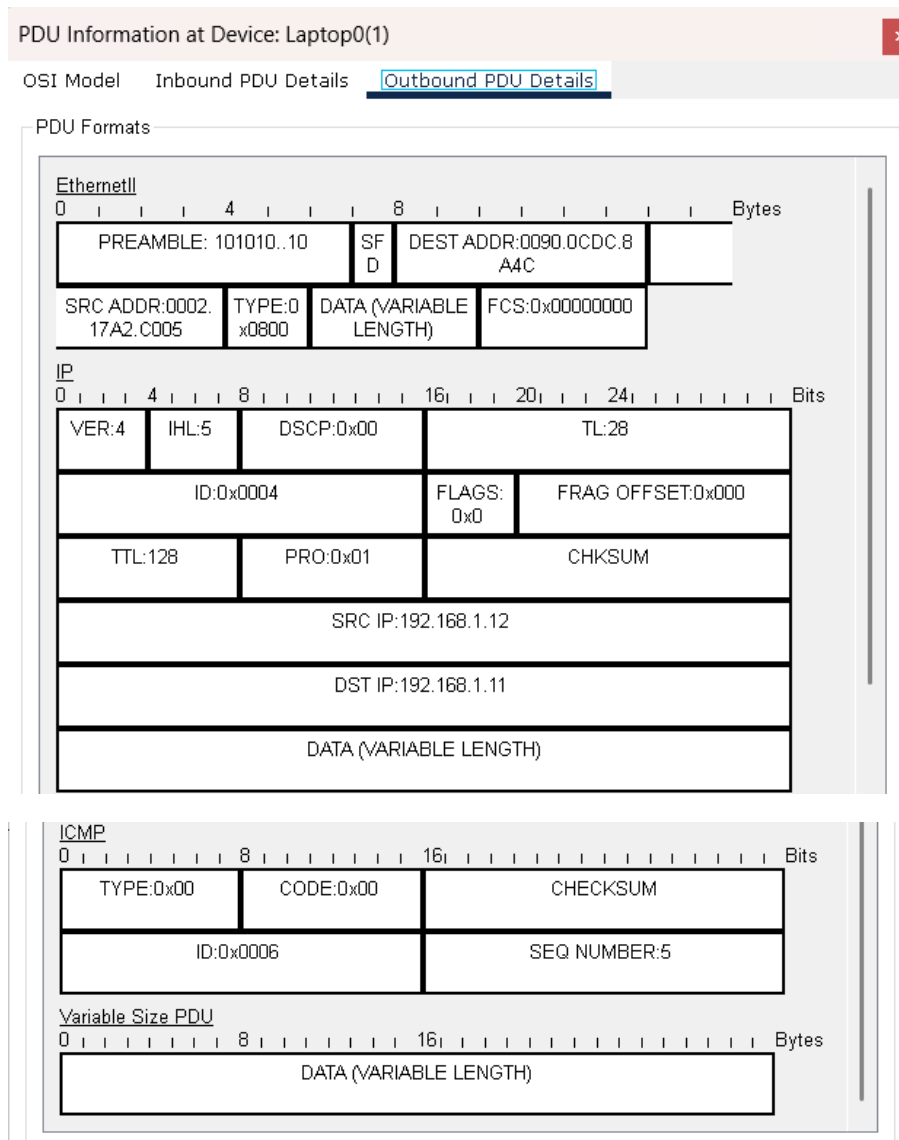 PDU Information at Device: Laptop0(1)
OSI Model Inbound PDU Details Outbound PDU Details
PDU Formats
EthernetII
0 4 8 Bytes
PREAMBLE: 101010..10 SF DEST ADDR:0090.0CDC.8
D A4C
SRC ADDR:0002. TYPE:0 DATA (VARIABLE FCS:0x00000000
17A2.C005 x0800 LENGTH)
IP
0 4 8 16 20 24 Bits
VER:4 IHL:5 DSCP:0x00 TL:28
ID:0x0004 FLAGS: FRAG OFFSET:0x000
0x0
TTL:128 PRO:0x01 CHKSUM
SRC IP:192.168.1.12
DST IP:192.168.1.11
DATA (VARIABLE LENGTH)
ICMP
0 8 16 Bits
TYPE:0x00 CODE:0x00 CHECKSUM
ID:0x0006 SEQ NUMBER:5
Variable Size PDU
0 8 16 Bytes
DATA (VARIABLE LENGTH)